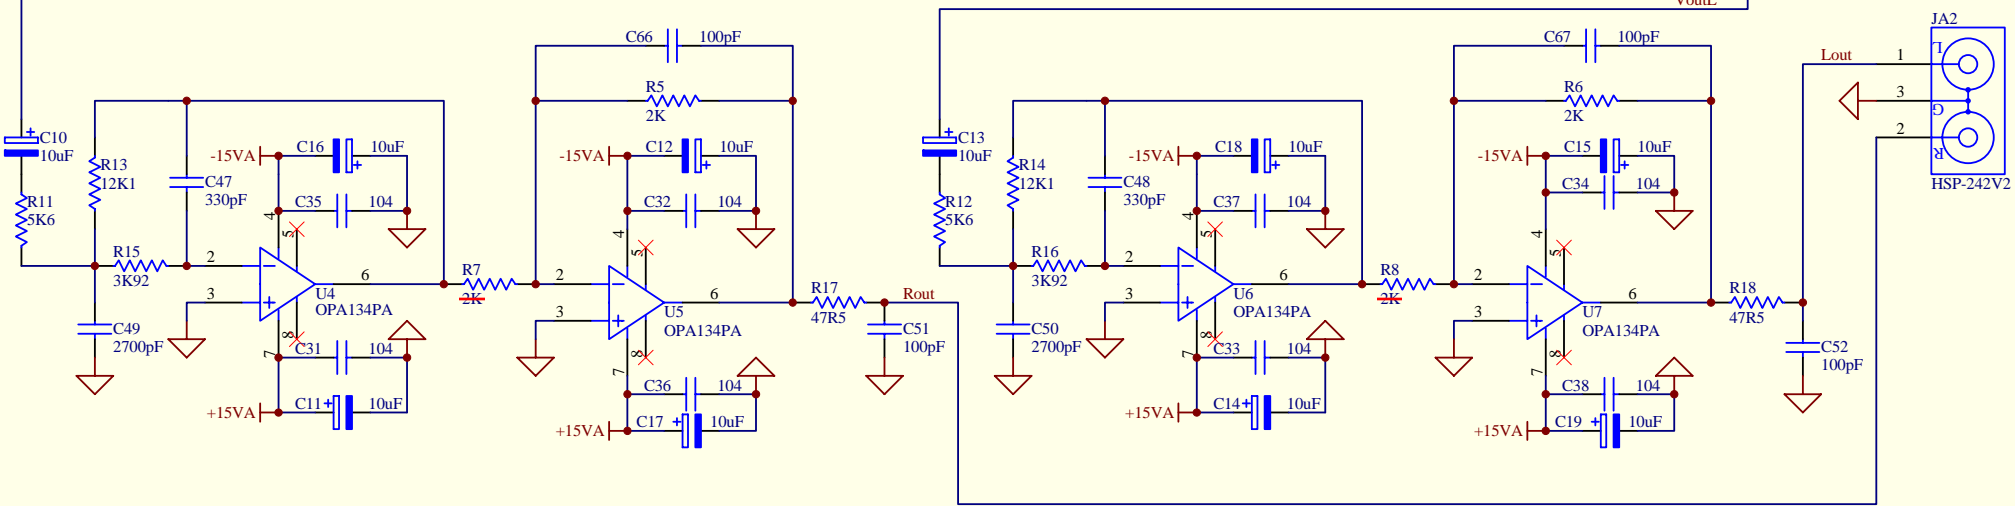 VoutL
JA2
C66 100pF
C67 100pF
L
Lout
1
R5
2K
R6
2K
3
G
C10
10uF
R13
12K1
-15VA
C16
10uF
-15VA
C12
10uF
C13
10uF
R14
12K1
-15VA
C18
10uF
-15VA
C15
10uF
2
R
HSP-242V2
C47
330pF
C48
330pF
R11
5K6
C35
104
C32
104
R12
5K6
C37
104
C34
104
4
5
4
5
4
5
4
5
R15
3K92
2
6
R7
2K
2
R16
3K92
2
6
R8
2K
2
3
U4
OPA134PA
3
6
U5
OPA134PA
R17
47R5
Rout
3
U6
OPA134PA
3
6
U7
OPA134PA
R18
47R5
C49
2700pF
C51
100pF
C50
2700pF
C52
100pF
7
8
C31
104
7
8
C36
104
7
8
C33
104
7
8
C38
104
+15VA
C11
10uF
+15VA
C17
10uF
+15VA
C14
10uF
+15VA
C19
10uF